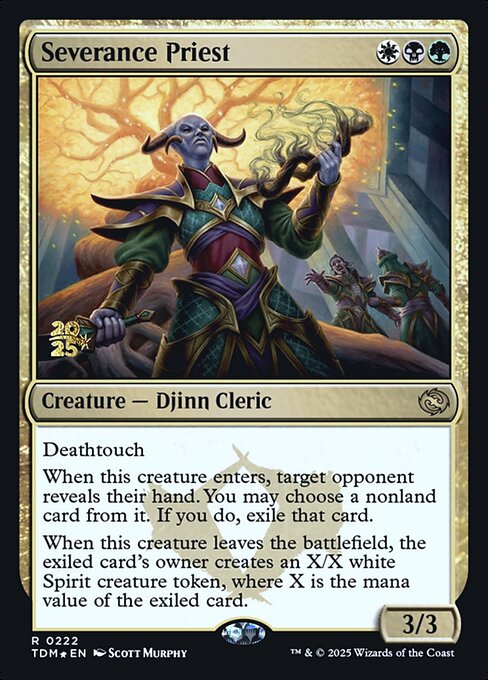 Severance Priest
2025
Creature — Djinn Cleric
Deathtouch
When this creature enters, target opponent
reveals their hand. You may choose a nonland
card from it. If you do, exile that card.
When this creature leaves the battlefield, the
exiled card's owner creates an X/X white
Spirit creature token, where X is the mana
value of the exiled card.
3/3
R 0222
TDM★EN SCOTT MURPHY
™ & © 2025 Wizards of the Coast